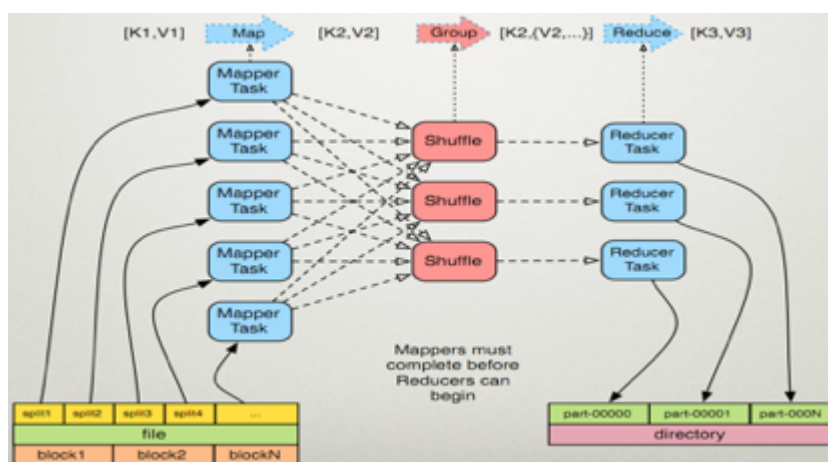 [K1,V1] Map [K2,V2] Group [K2,{V2,...}] Reduce [K3,V3]
Mapper
Task
Mapper
Task
Mapper
Task
Mapper
Task
Mapper
Task
Shuffle
Shuffle
Shuffle
Reducer
Task
Reducer
Task
Reducer
Task
Mappers must
complete before
Reducers can
begin
split1 split2 split3 split4 ...
file
block1 block2 blockN
part-00000 part-00001 part-000N
directory